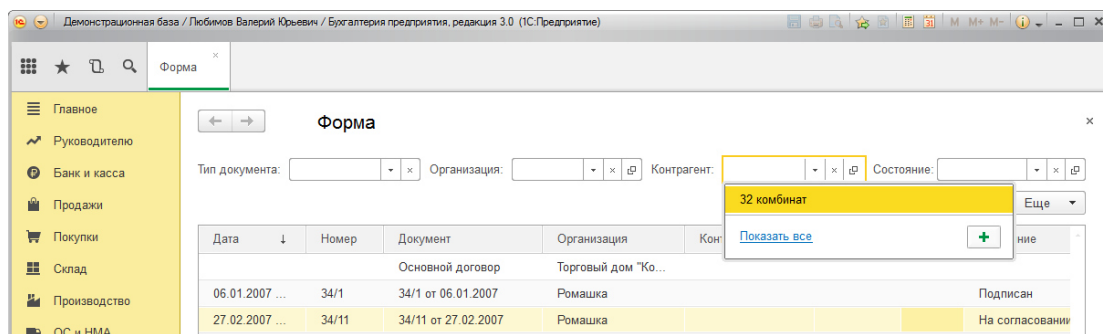 Демонстрационная база / Любимов Валерий Юрьевич / Бухгалтерия предприятия, редакция 3.0 (1С:Предприятие)
M M+ M-
Форма
Главное
Форма
Руководителю
Тип документа: Организация: Контрагент: Состояние:
Банк и касса
32 комбинат
Продажи
Еще
Покупки
Дата ↓ Номер Документ Организация Кон ние
Показать все
Склад
Основной договор Торговый дом "Ко...
Производство
06.01.2007 ... 34/1 34/1 от 06.01.2007 Ромашка Подписан
27.02.2007 ... 34/11 34/11 от 27.02.2007 Ромашка На согласовании
ОС и НМА